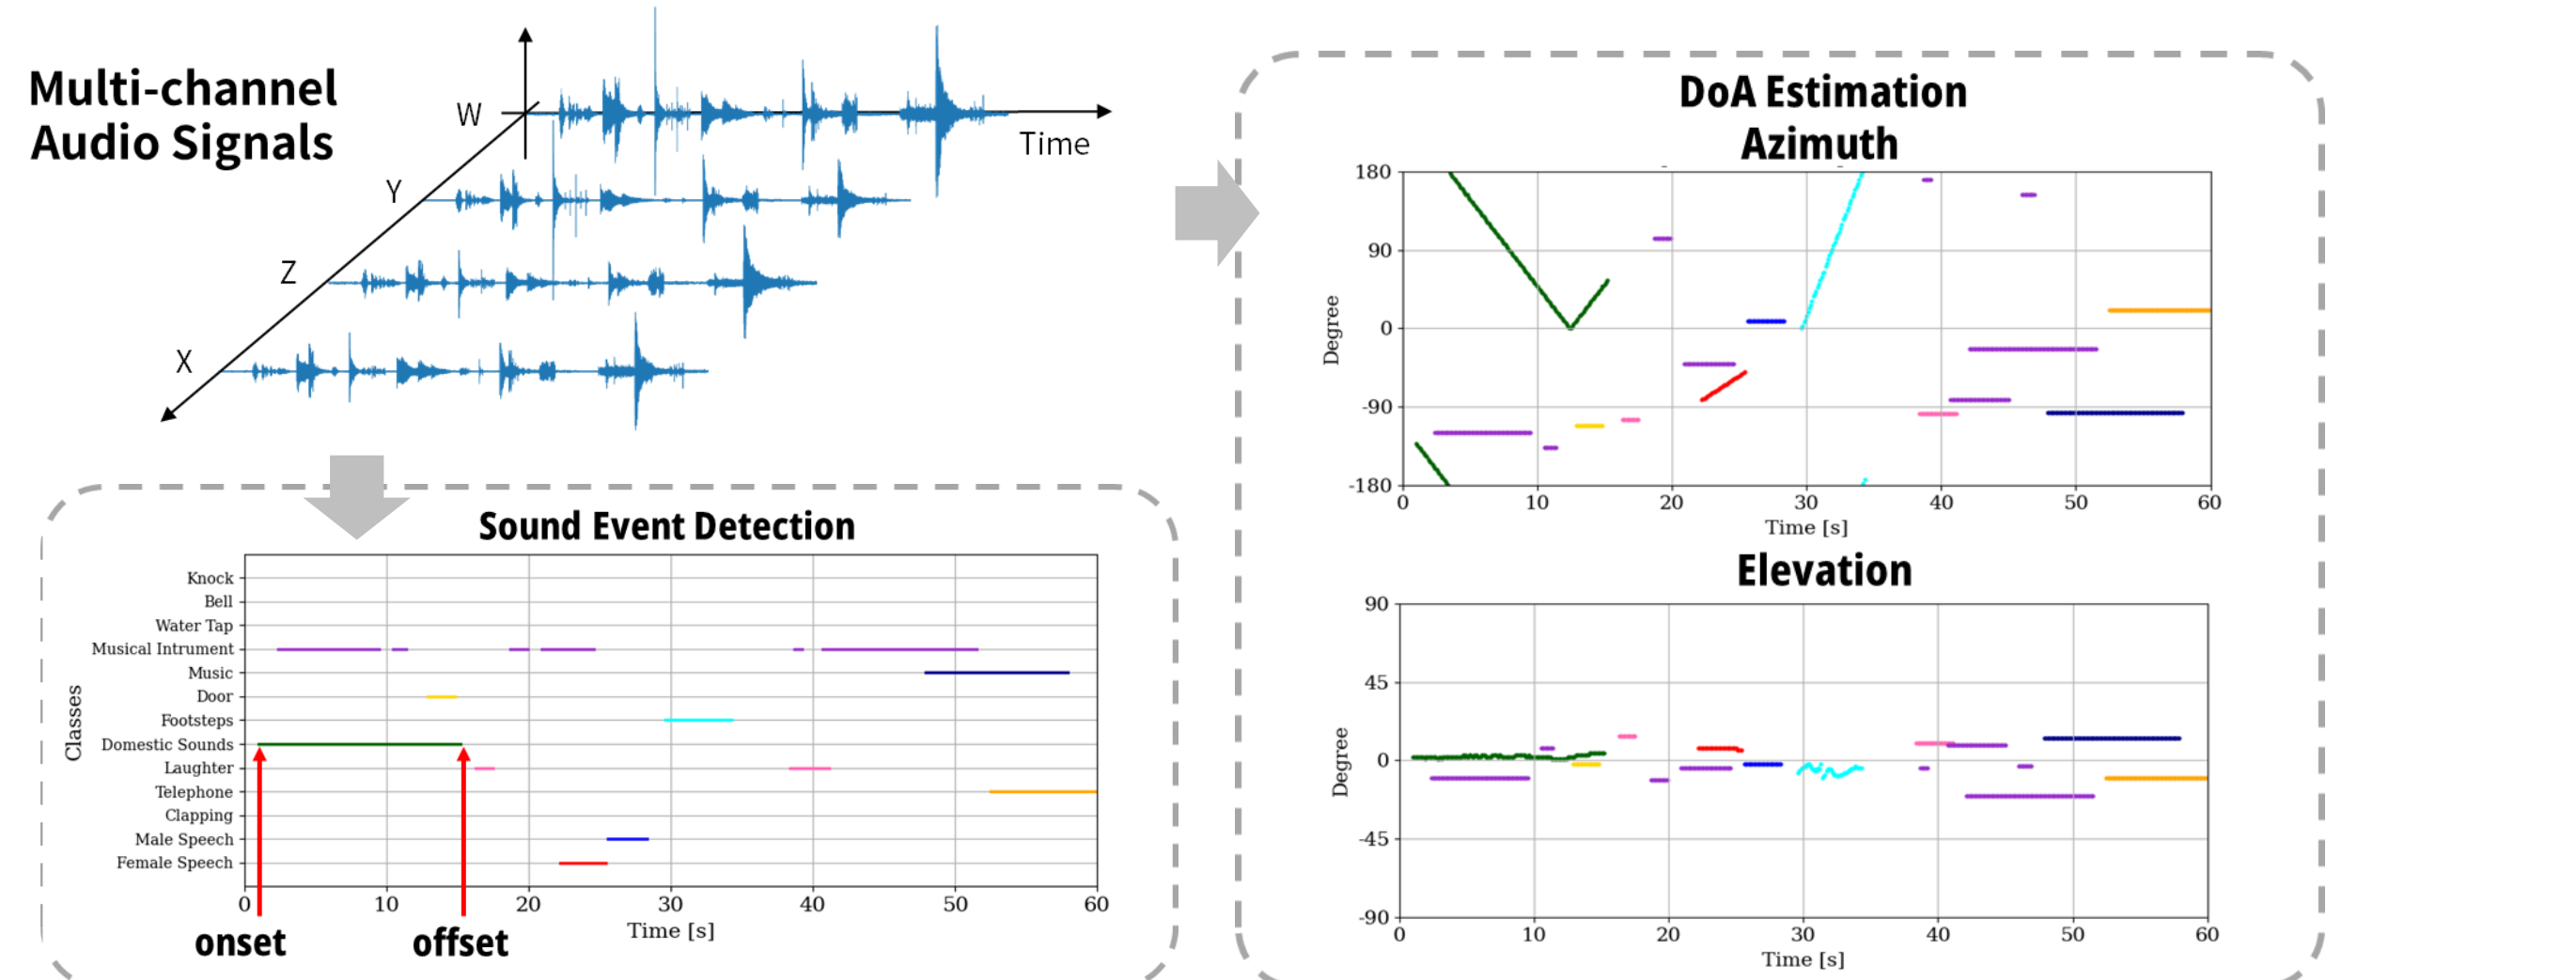 Multi-channel
Audio Signals
W
Y
Z
X
Time
Sound Event Detection
Classes
Knock
Bell
Water Tap
Musical Intrument
Music
Door
Footsteps
Domestic Sounds
Laughter
Telephone
Clapping
Male Speech
Female Speech
0 10 20 30 40 50 60
Time [s]
onset offset
DoA Estimation
Azimuth
Degree
180
90
0
-90
-180
0 10 20 30 40 50 60
Time [s]
Elevation
Degree
90
45
0
-45
-90
0 10 20 30 40 50 60
Time [s]